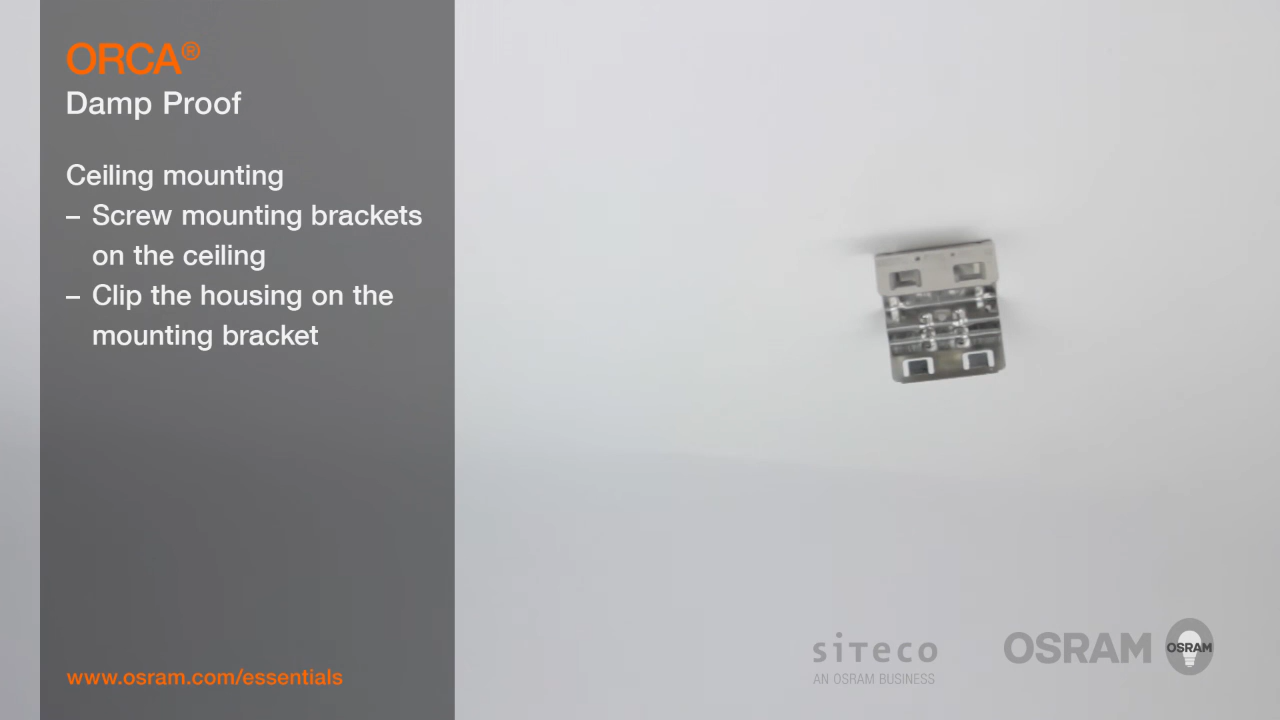 ORCA®
Damp Proof
Ceiling mounting
– Screw mounting brackets
on the ceiling
– Clip the housing on the
mounting bracket
www.osram.com/essentials
siTECO
AN OSRAM BUSINESS
OSRAM
OSRAM